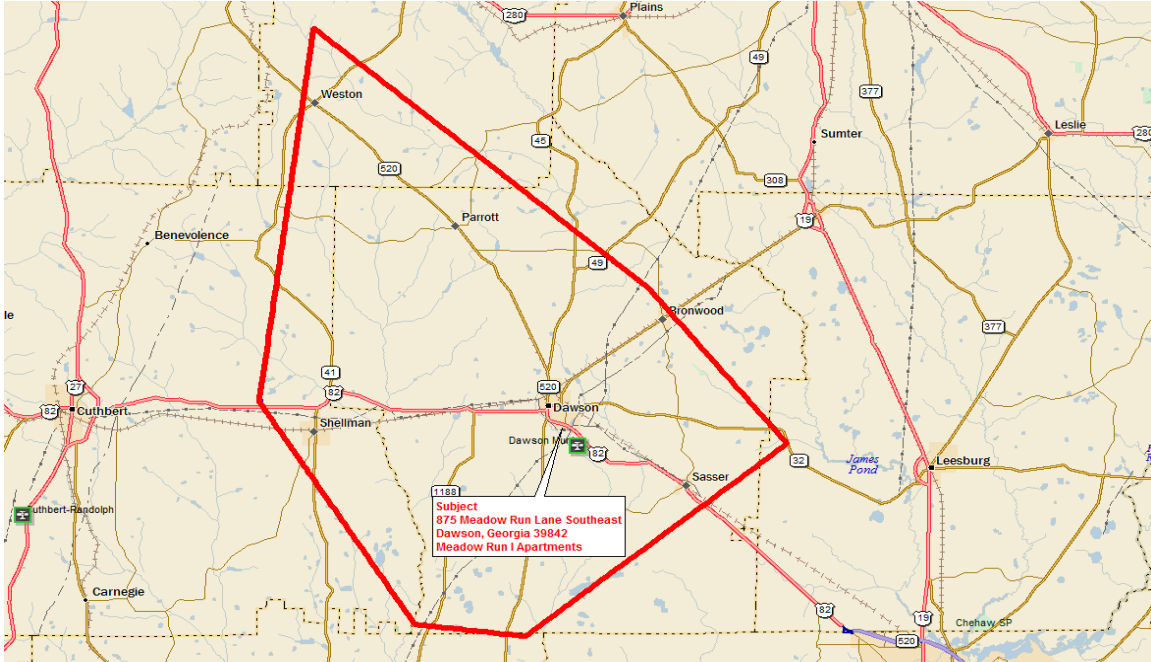 Plains
280
49
Weston
377
Leslie
280
Sumter
45
520
308
Parrott
19
Benevolence
49
Bronwood
le
377
41
27
520
82
82
Cuthbert
Dawson
Shellman
Dawson
82
32
James
Pond
Leesburg
Sasser
1188
Subject
875 Meadow Run Lane Southeast
Dawson, Georgia 39842
Meadow Run I Apartments
uthbert-Randolph
Carnegie
82
19
Chehaw SP
520